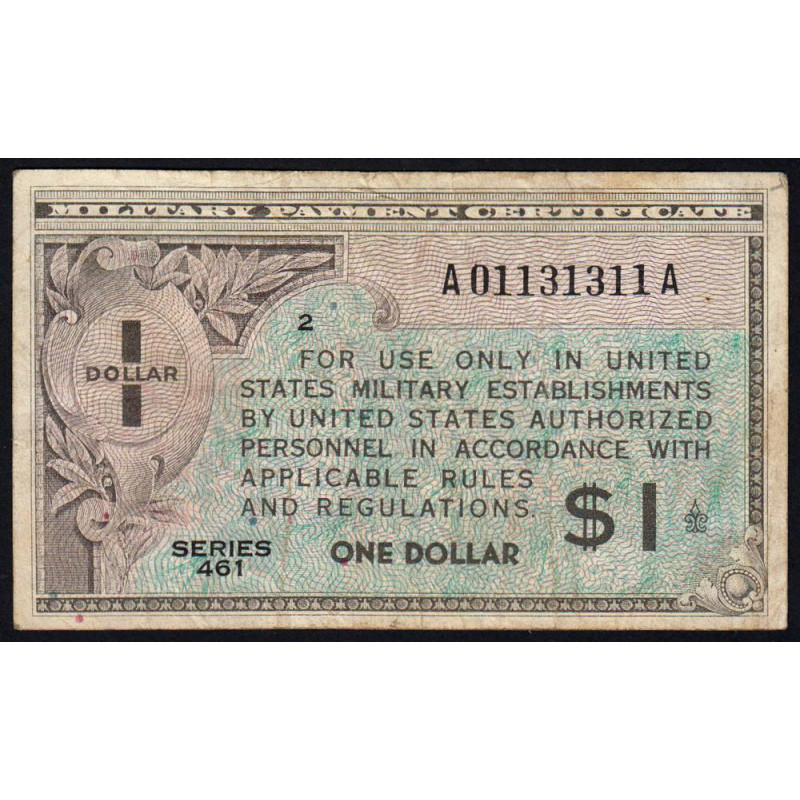 MILITARY PAYMENT CERTIFICATE
A01131311A
2
1
DOLLAR
FOR USE ONLY IN UNITED
STATES MILITARY ESTABLISHMENTS
BY UNITED STATES AUTHORIZED
PERSONNEL IN ACCORDANCE WITH
APPLICABLE RULES
AND REGULATIONS.
$1
SERIES
461
ONE DOLLAR